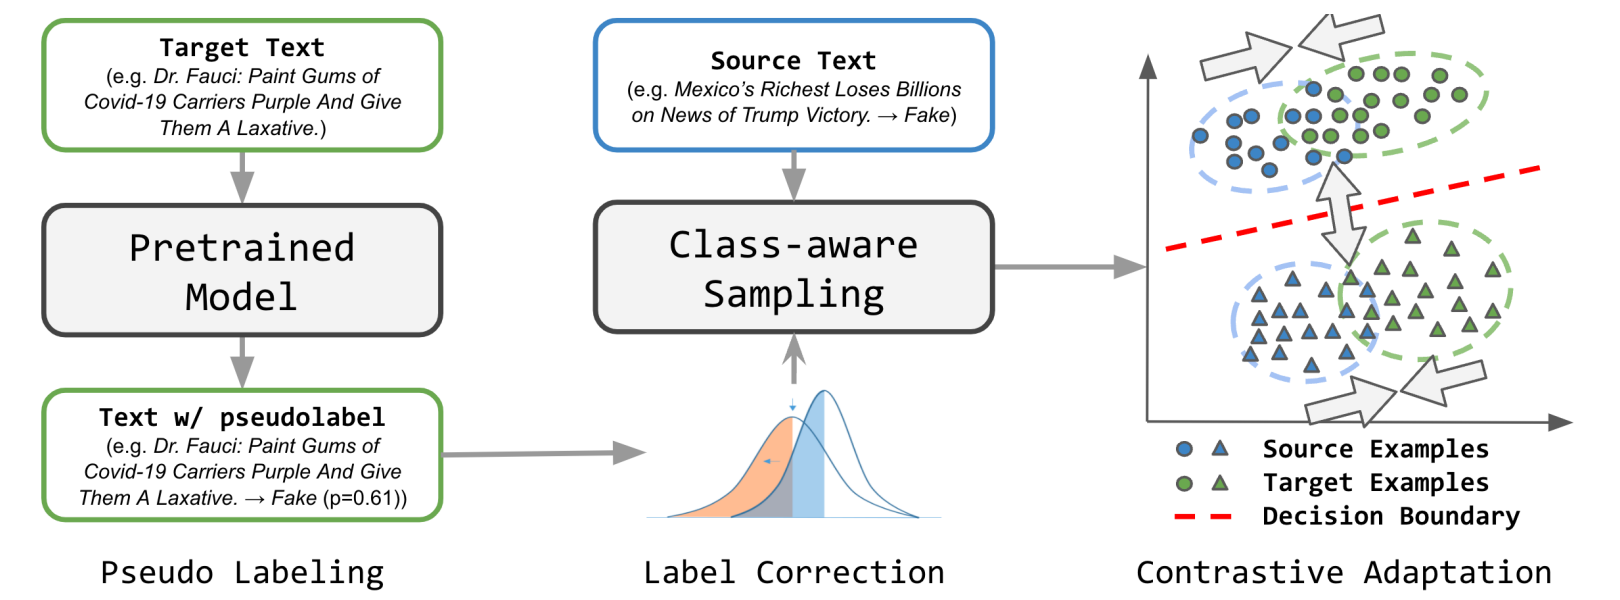 Target Text
(e.g. Dr. Fauci: Paint Gums of
Covid-19 Carriers Purple And Give
Them A Laxative.)
Pretrained
Model
Text w/ pseudolabel
(e.g. Dr. Fauci: Paint Gums of
Covid-19 Carriers Purple And Give
Them A Laxative. → Fake (p=0.61))
Pseudo Labeling
Source Text
(e.g. Mexico's Richest Loses Billions
on News of Trump Victory. → Fake)
Class-aware
Sampling
Label Correction
Source Examples
Target Examples
Decision Boundary
Contrastive Adaptation